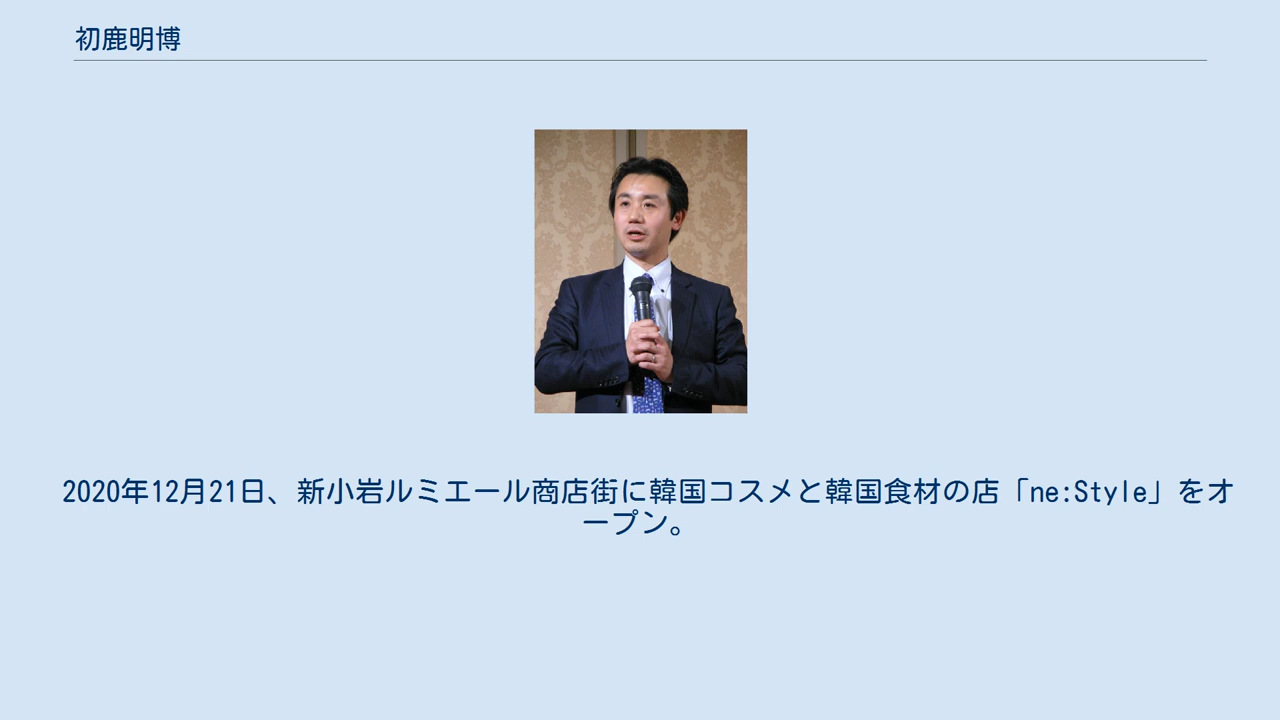 初鹿明博
2020年12月21日、新小岩ルミエール商店街に韓国コスメと韓国食材の店「ne:Style」をオ
ープン。